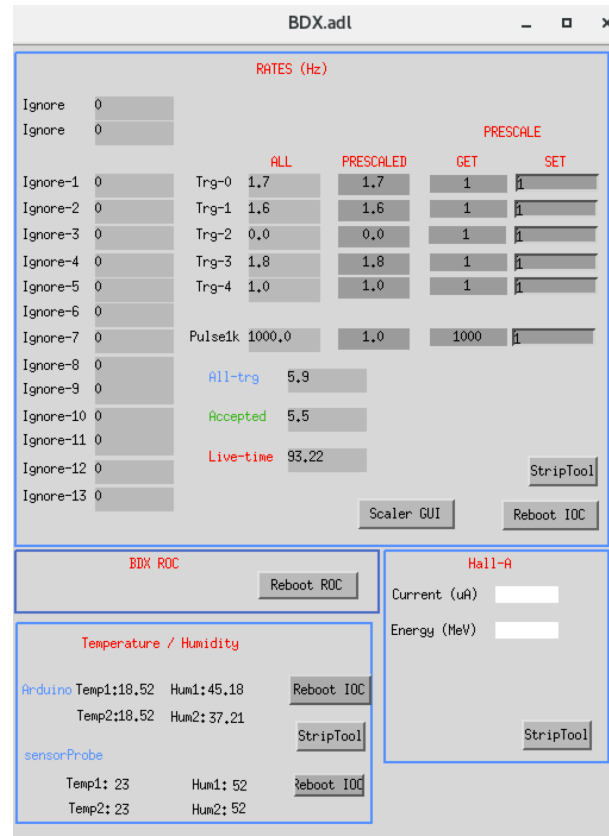 BDX.adl
RATES (Hz)
Ignore 0
Ignore 0
PRESCALE
ALL PRESCALED GET SET
Ignore-1 0 Trg-0 1.7 1.7 1 1
Ignore-2 0 Trg-1 1.6 1.6 1 1
Ignore-3 0 Trg-2 0.0 0.0 1 1
Ignore-4 0 Trg-3 1.8 1.8 1 1
Ignore-5 0 Trg-4 1.0 1.0 1 1
Ignore-6 0
Ignore-7 0 Pulse1k 1000.0 1.0 1000 1
Ignore-8 0 All-trg 5.9
Ignore-9 0
Ignore-10 0 Accepted 5.5
Ignore-11 0
Ignore-12 0 Live-time 93.22 StripTool
Ignore-13 0 Scaler GUI Reboot IOC
BDX ROC
Reboot ROC
Hall-A
Current (uA)
Energy (MeV)
StripTool
Temperature / Humidity
Arduino Temp1:18.52 Hum1:45.18 Reboot IOC
Temp2:18.52 Hum2:37.21 StripTool
sensorProbe
Temp1: 23 Hum1: 52 Reboot IOC
Temp2: 23 Hum2: 52